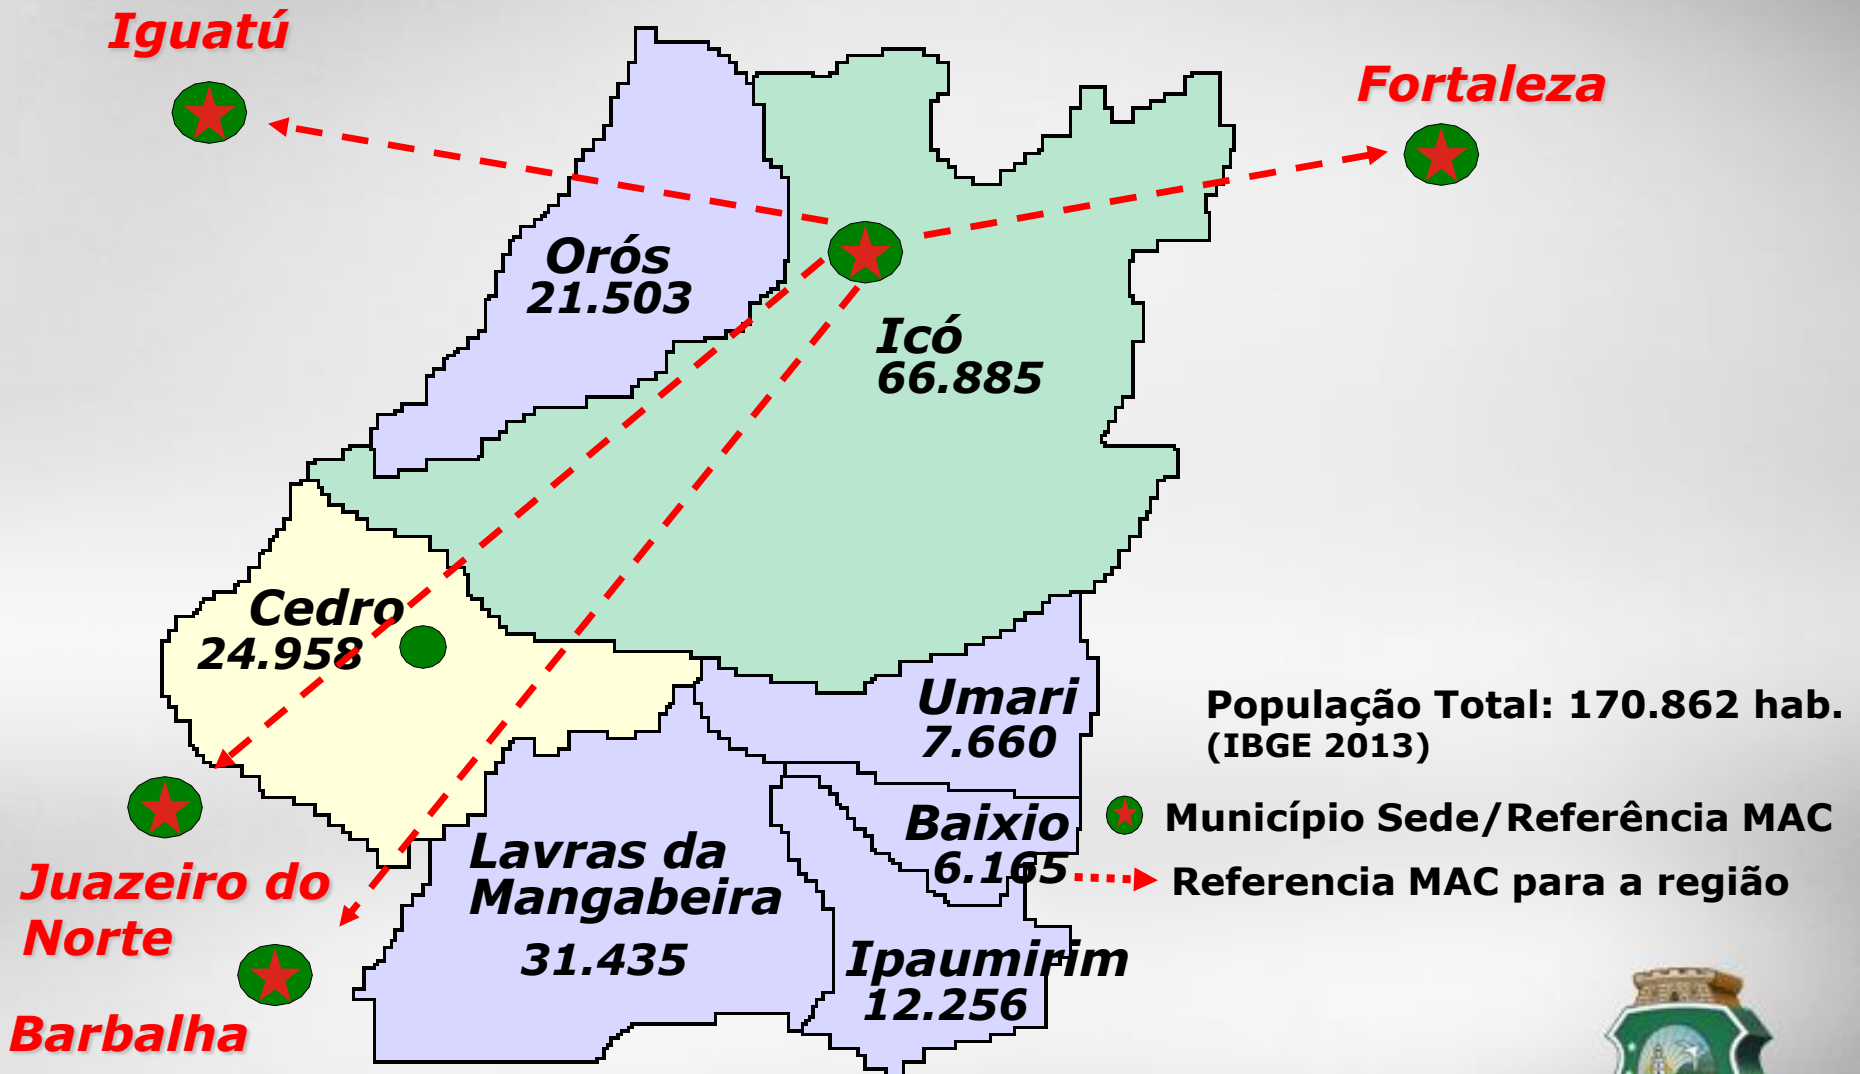 Iguatú
Fortaleza
Orós
21.503
Icó
66.885
Cedro
24.958
Umari
7.660
População Total: 170.862 hab.
(IBGE 2013)
Baixio
6.165
Município Sede/Referência MAC
Referencia MAC para a região
Lavras da
Mangabeira
31.435
Juazeiro do
Norte
Ipaumirim
12.256
Barbalha